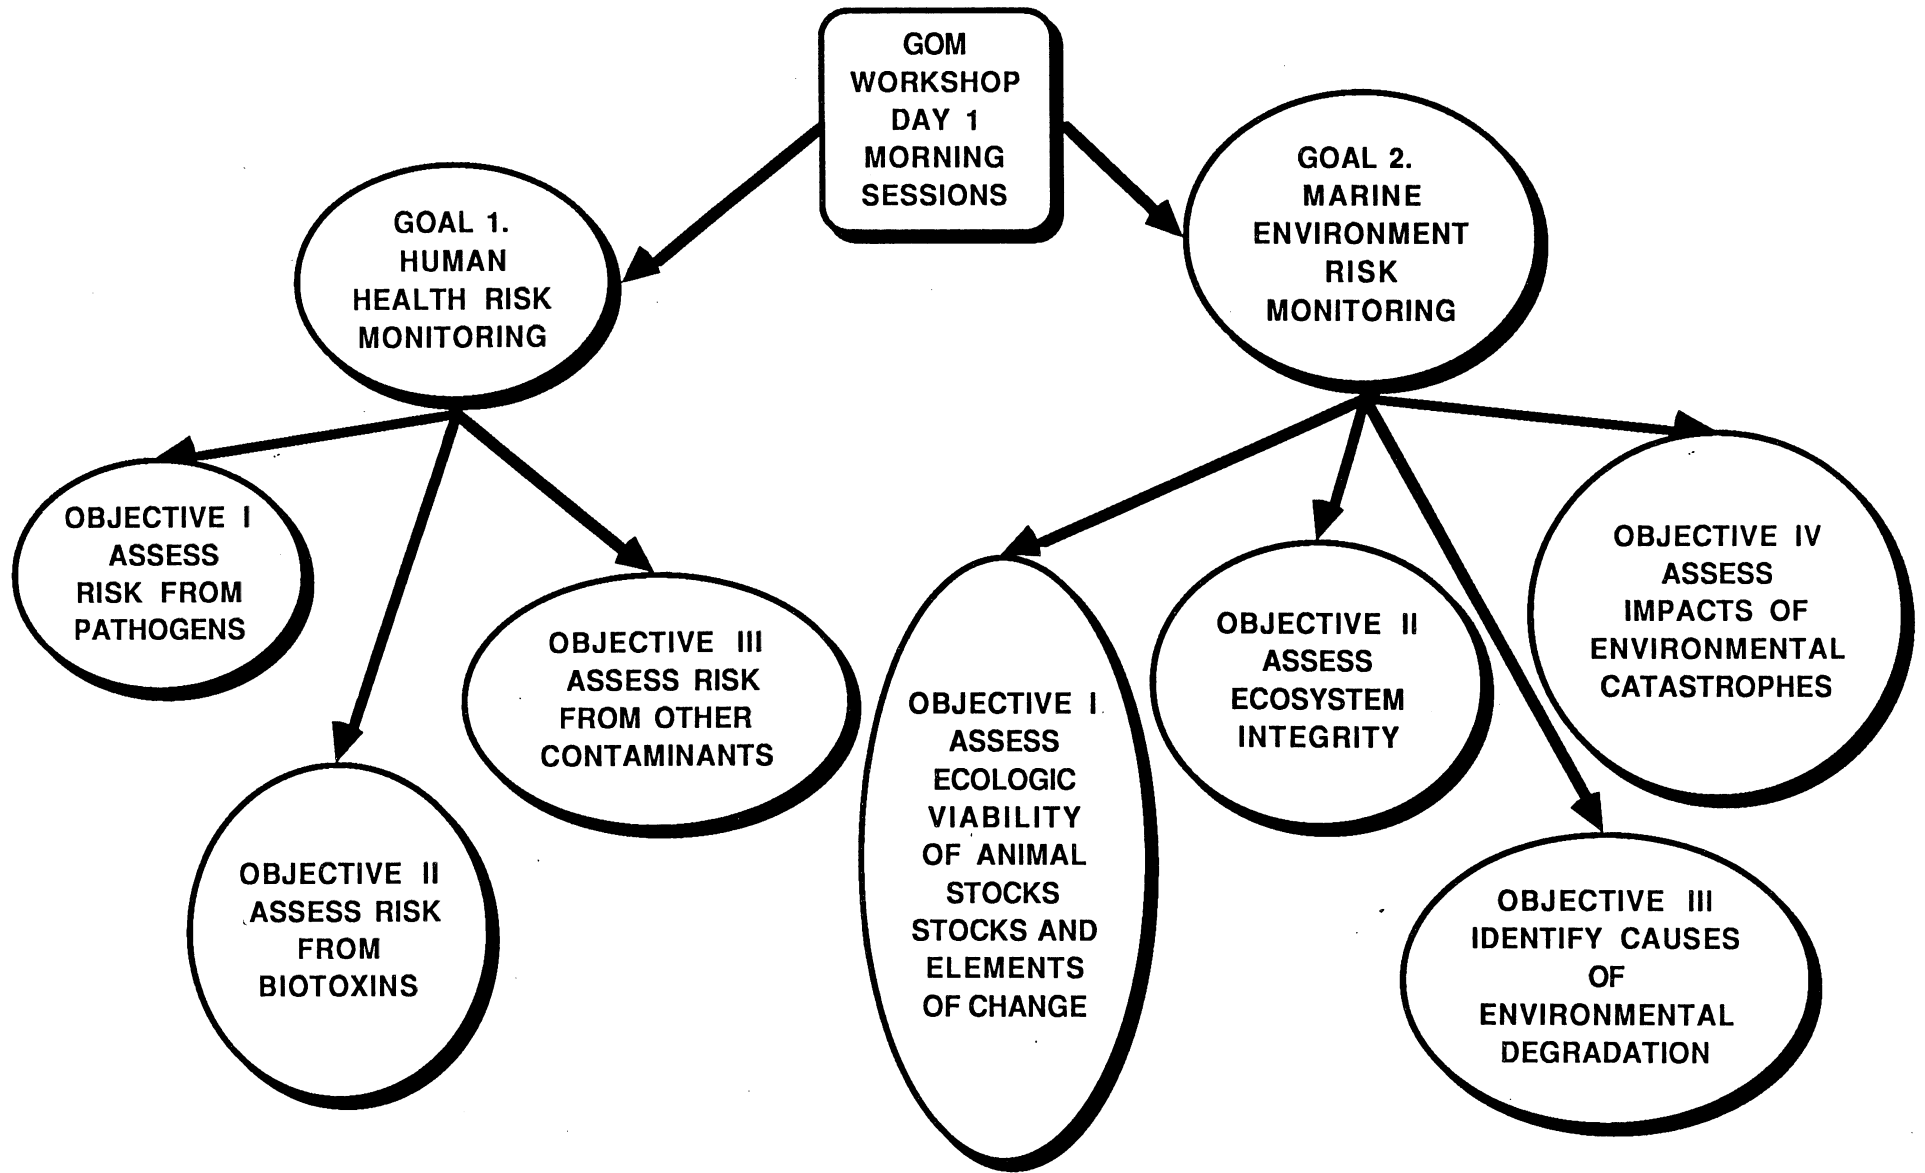 GOM
WORKSHOP
DAY 1
MORNING
SESSIONS
GOAL 1.
HUMAN
HEALTH RISK
MONITORING
GOAL 2.
MARINE
ENVIRONMENT
RISK
MONITORING
OBJECTIVE I
ASSESS
RISK FROM
PATHOGENS
OBJECTIVE II
ASSESS RISK
FROM
BIOTOXINS
OBJECTIVE III
ASSESS RISK
FROM OTHER
CONTAMINANTS
OBJECTIVE I
ASSESS
ECOLOGIC
VIABILITY
OF ANIMAL
STOCKS
STOCKS AND
ELEMENTS
OF CHANGE
OBJECTIVE II
ASSESS
ECOSYSTEM
INTEGRITY
OBJECTIVE III
IDENTIFY CAUSES
OF
ENVIRONMENTAL
DEGRADATION
OBJECTIVE IV
ASSESS
IMPACTS OF
ENVIRONMENTAL
CATASTROPHES